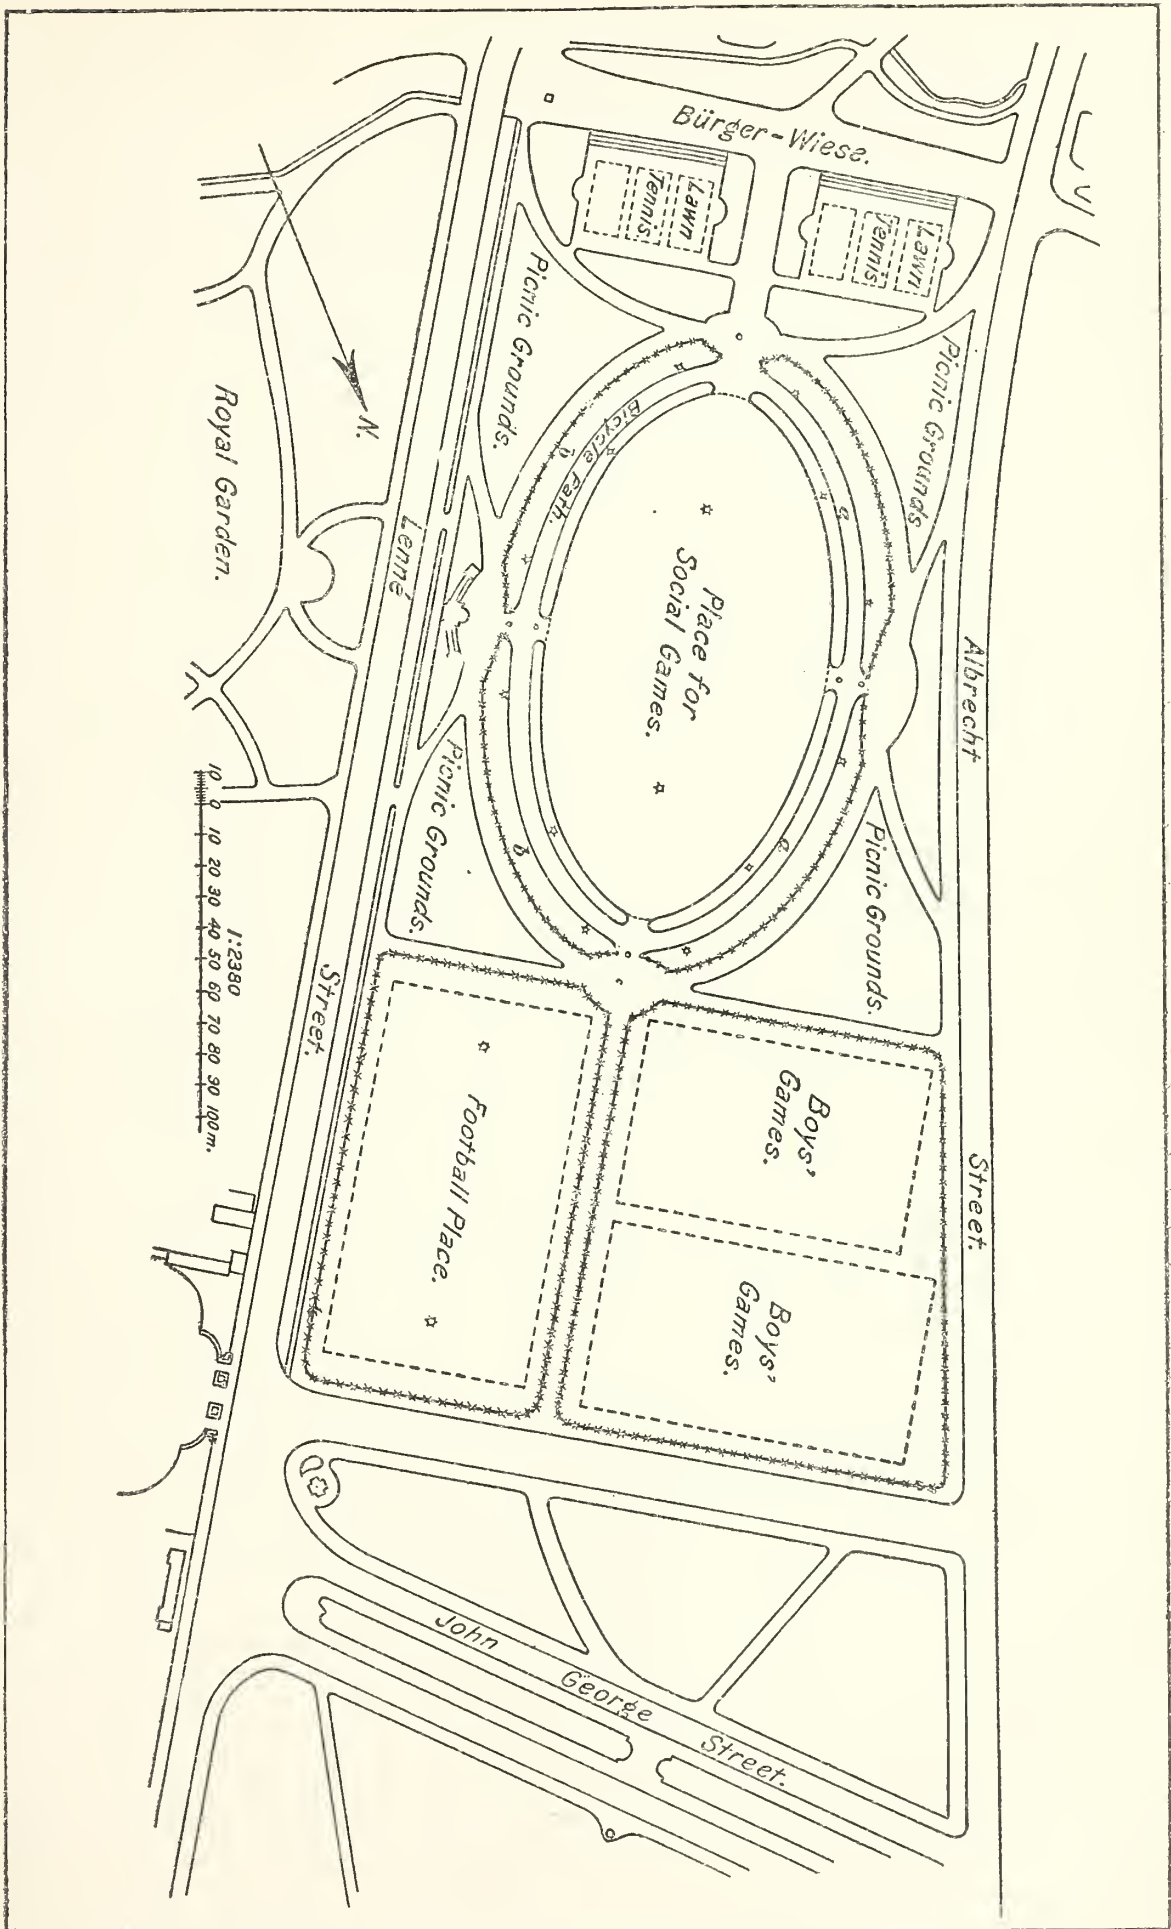 Bürger-Wiese.
Lawn
Tennis.
Lawn
Tennis
Picnic Grounds.
Picnic Grounds
Bicycle Path.
Place for
Social Games.
Albrecht
Street.
Picnic Grounds.
Picnic Grounds.
Lenné
Street.
Royal Garden.
N.
Boys'
Games.
Boys'
Games.
Football Place.
1:2380
10 0 10 20 30 40 50 60 70 80 90 100 m.
John George Street.